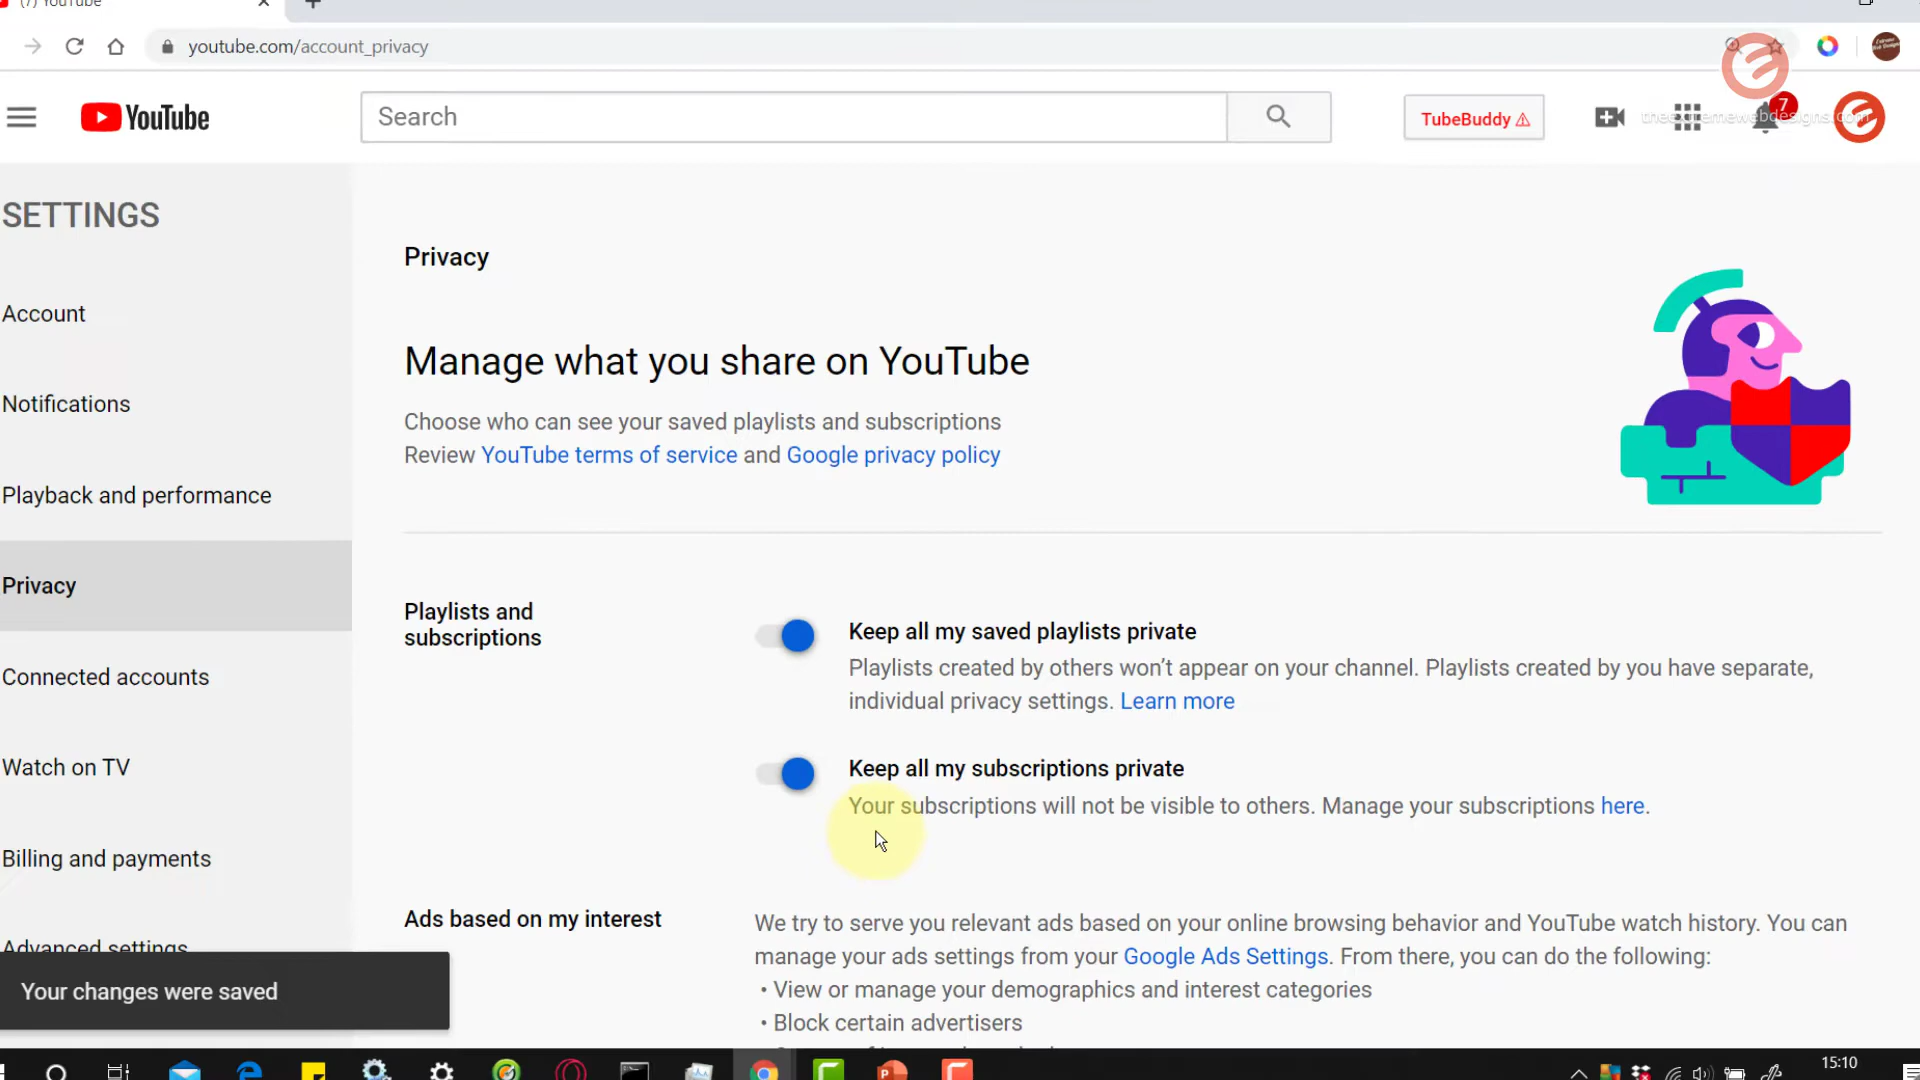 (7) YouTube
youtube.com/account_privacy
YouTube
Search
TubeBuddy
7
theextremewebdesigns.com
SETTINGS
Account
Notifications
Playback and performance
Privacy
Connected accounts
Watch on TV
Billing and payments
Advanced settings
Privacy
Manage what you share on YouTube
Choose who can see your saved playlists and subscriptions
Review YouTube terms of service and Google privacy policy
Playlists and
subscriptions
Keep all my saved playlists private
Playlists created by others won’t appear on your channel. Playlists created by you have separate,
individual privacy settings. Learn more
Keep all my subscriptions private
Your subscriptions will not be visible to others. Manage your subscriptions here.
Ads based on my interest
We try to serve you relevant ads based on your online browsing behavior and YouTube watch history. You can
manage your ads settings from your Google Ads Settings. From there, you can do the following:
• View or manage your demographics and interest categories
• Block certain advertisers
Your changes were saved
15:10